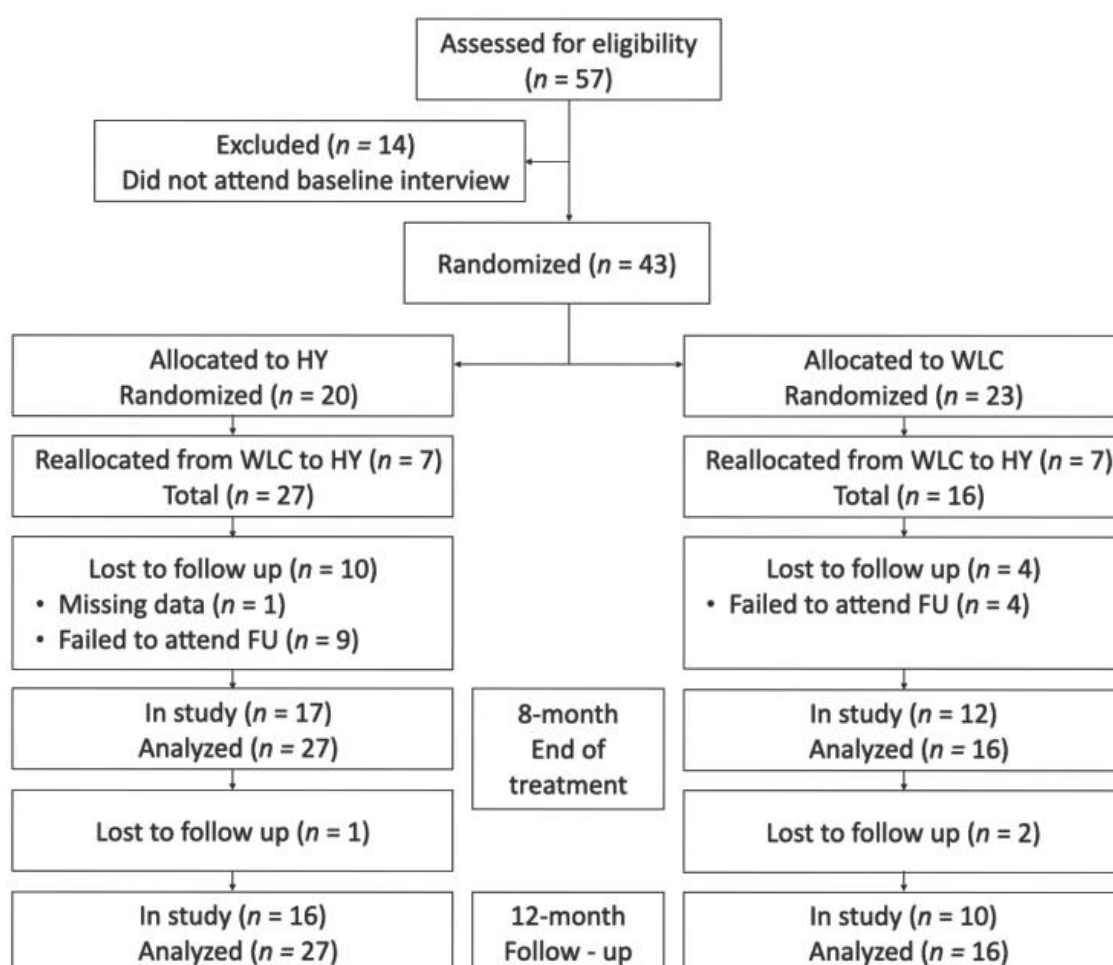 Assessed for eligibility
(n = 57)
Excluded (n = 14)
Did not attend baseline interview
Randomized (n = 43)
Allocated to HY
Randomized (n = 20)
Allocated to WLC
Randomized (n = 23)
Reallocated from WLC to HY (n = 7)
Total (n = 27)
Reallocated from WLC to HY (n = 7)
Total (n = 16)
Lost to follow up (n = 10)
• Missing data (n = 1)
• Failed to attend FU (n = 9)
Lost to follow up (n = 4)
• Failed to attend FU (n = 4)
In study (n = 17)
Analyzed (n = 27)
8-month
End of
treatment
In study (n = 12)
Analyzed (n = 16)
Lost to follow up (n = 1)
Lost to follow up (n = 2)
In study (n = 16)
Analyzed (n = 27)
12-month
Follow - up
In study (n = 10)
Analyzed (n = 16)